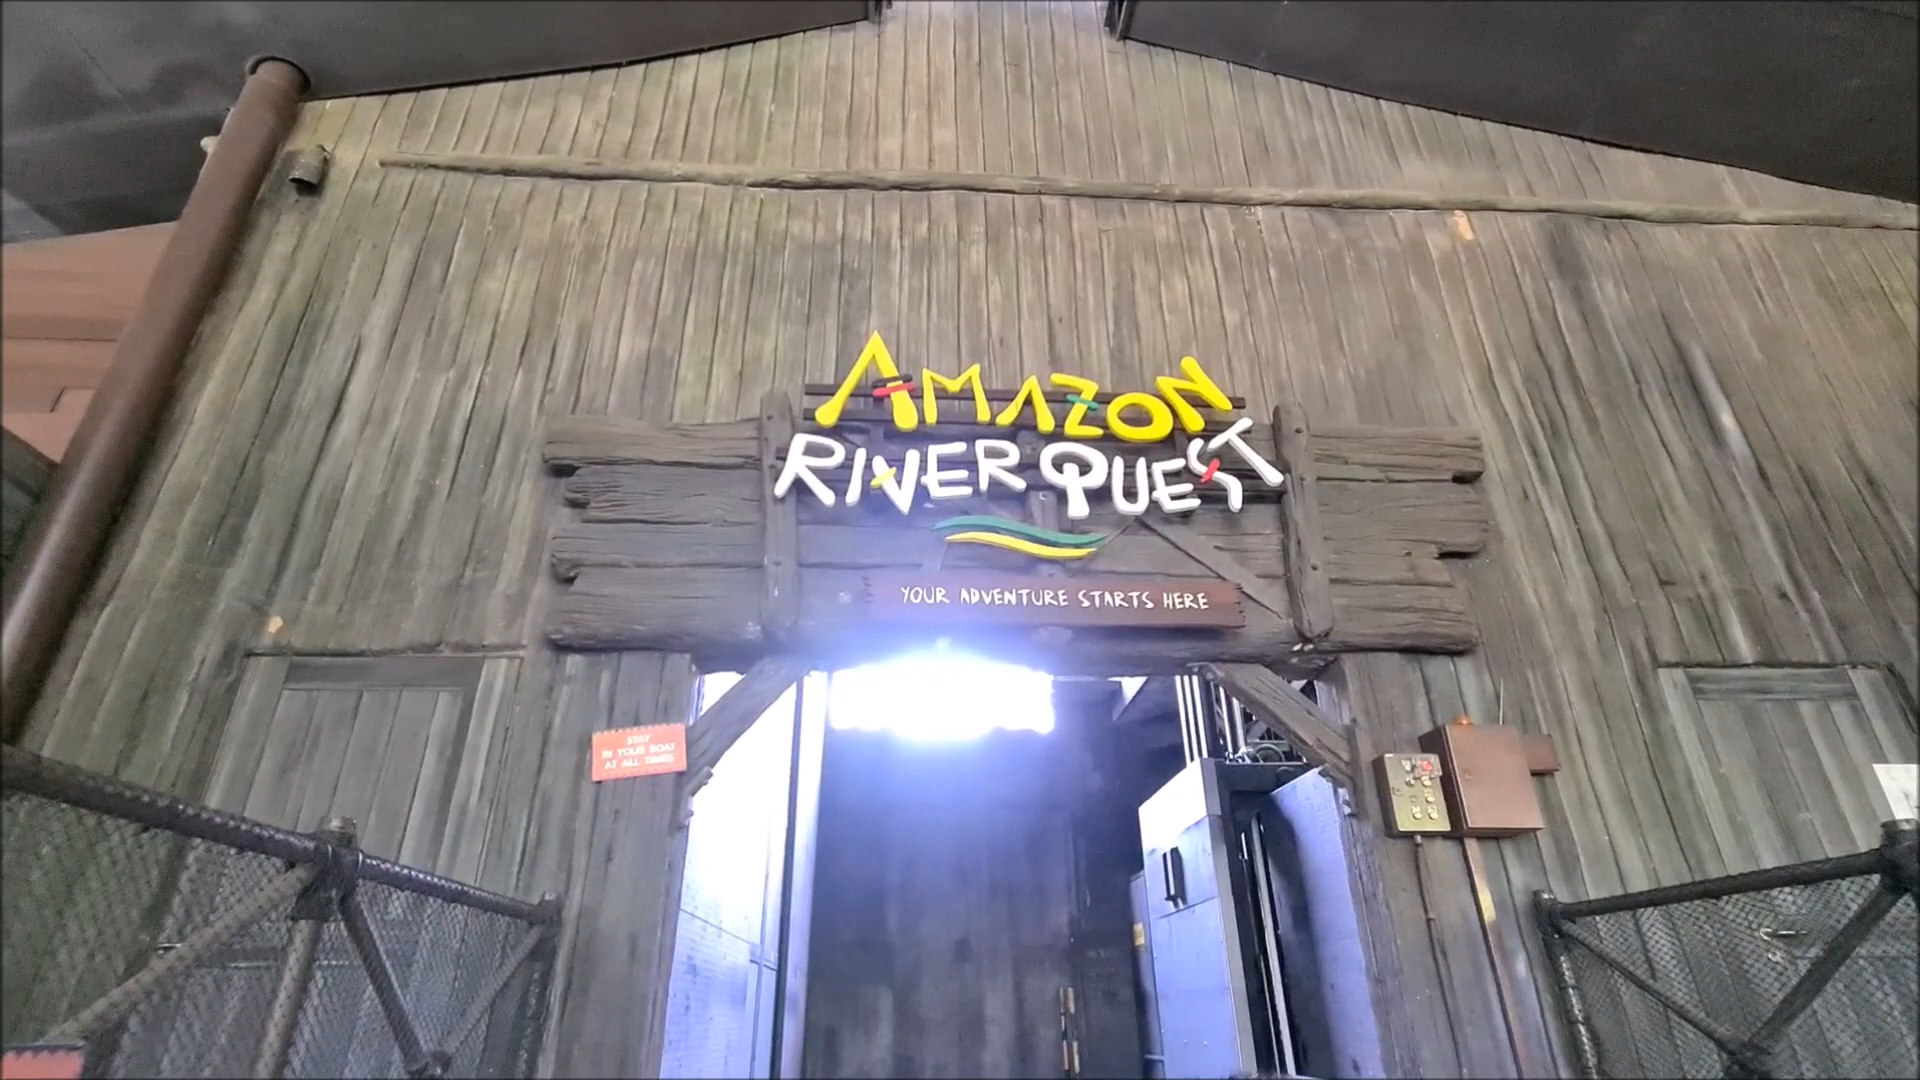 AMAZON
RIVER QUEST
YOUR ADVENTURE STARTS HERE
STAY
IN YOUR BOAT
AT ALL TIMES